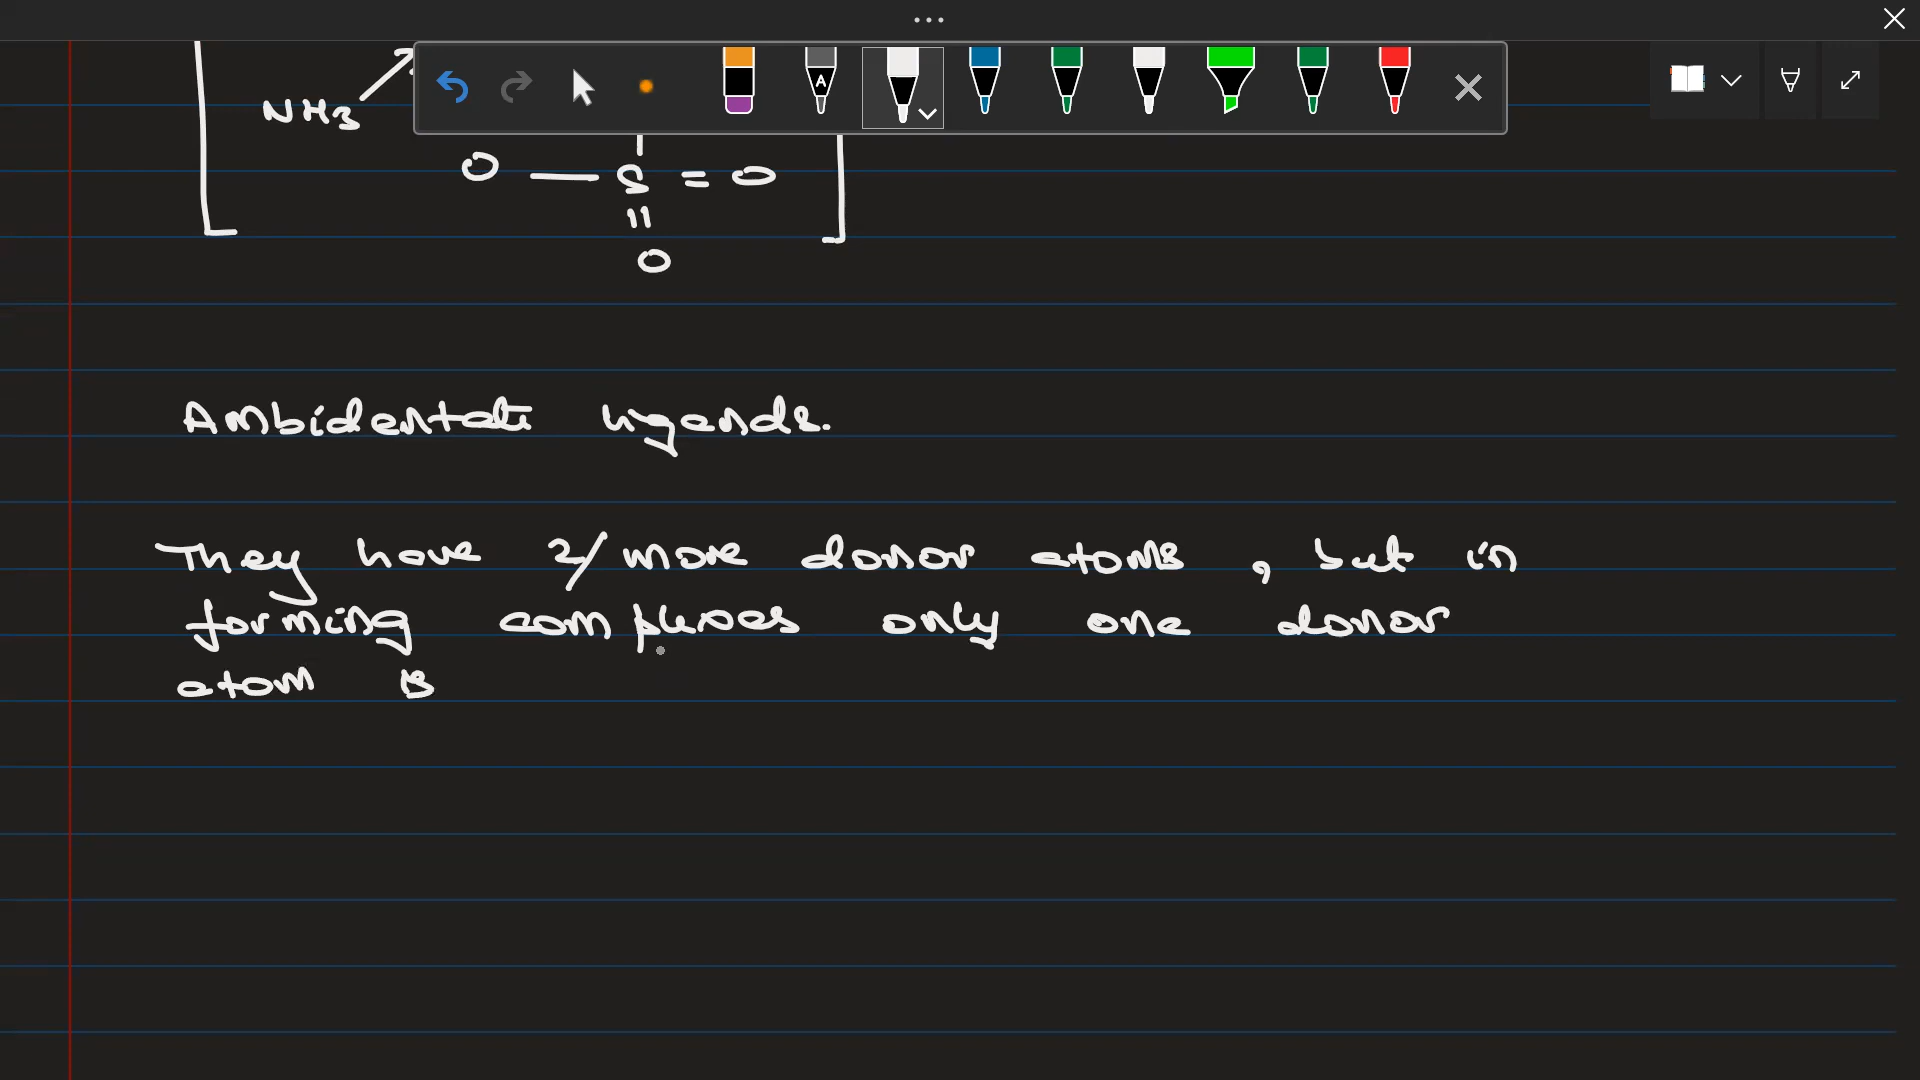 NH3
O — S = O
=
O
Ambidentate ligands.
They have 2/more donor atoms, but in
forming complexes only one donor
atom is